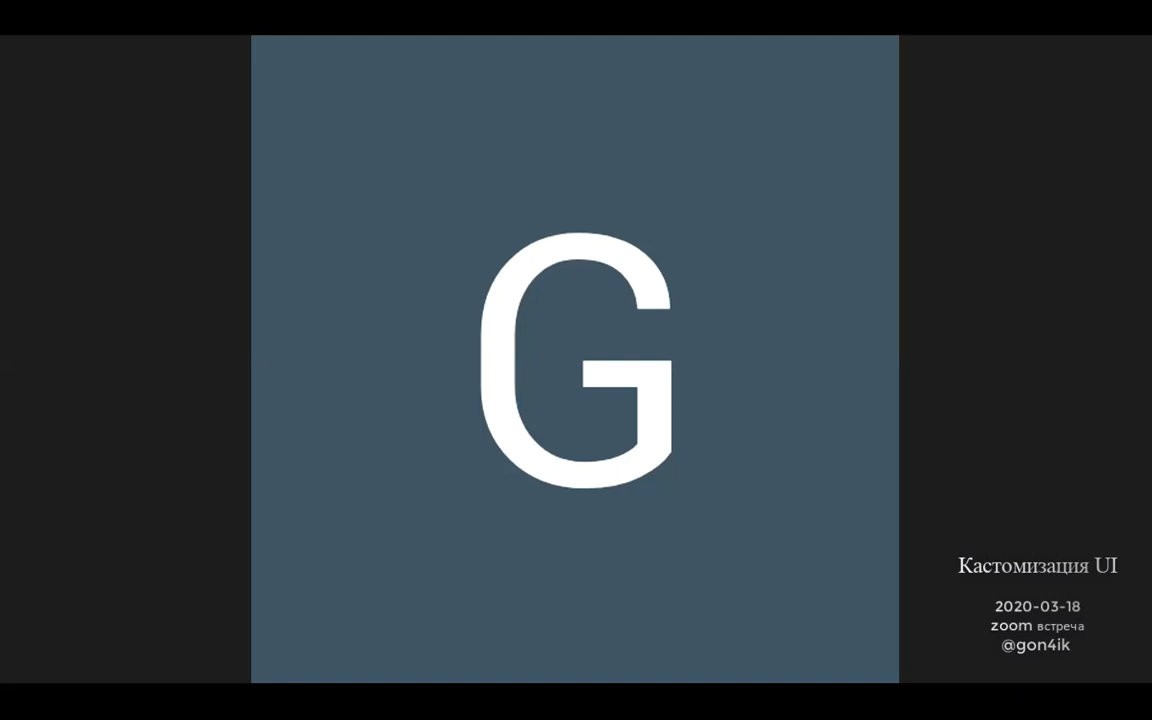 G
Кастомизация UI
2020-03-18
zoom встреча
@gon4ik